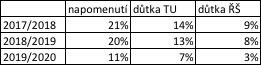 napomenutí důtka TU důtka ŘŠ
2017/2018 21% 14% 9%
2018/2019 20% 13% 8%
2019/2020 11% 7% 3%